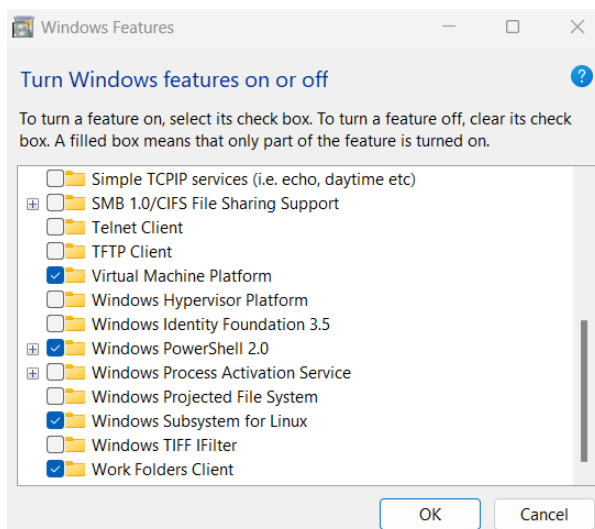 Windows Features
Turn Windows features on or off
?
To turn a feature on, select its check box. To turn a feature off, clear its check
box. A filled box means that only part of the feature is turned on.
Simple TCPIP services (i.e. echo, daytime etc)
SMB 1.0/CIFS File Sharing Support
Telnet Client
TFTP Client
Virtual Machine Platform
Windows Hypervisor Platform
Windows Identity Foundation 3.5
Windows PowerShell 2.0
Windows Process Activation Service
Windows Projected File System
Windows Subsystem for Linux
Windows TIFF IFilter
Work Folders Client
OK Cancel